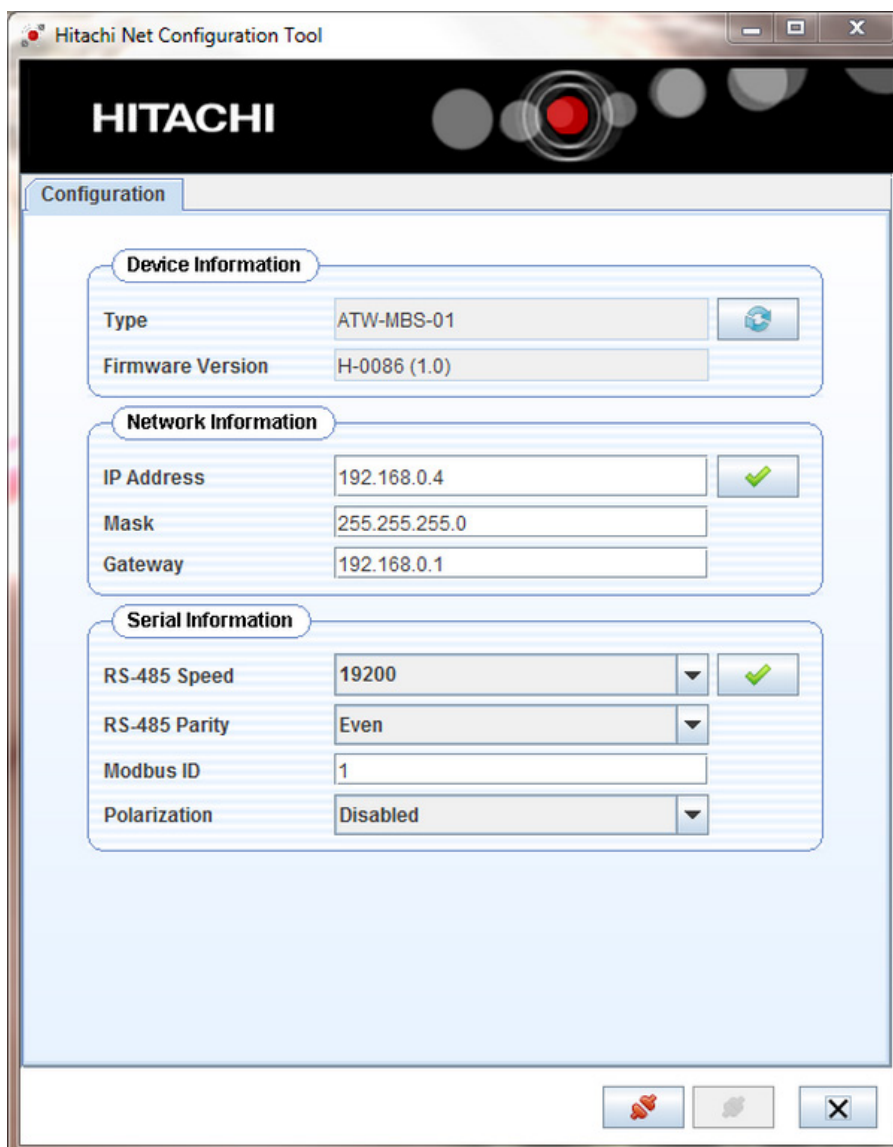 Hitachi Net Configuration Tool
HITACHI
Configuration
Device Information
Type ATW-MBS-01
Firmware Version H-0086 (1.0)
Network Information
IP Address 192.168.0.4
Mask 255.255.255.0
Gateway 192.168.0.1
Serial Information
RS-485 Speed 19200
RS-485 Parity Even
Modbus ID 1
Polarization Disabled